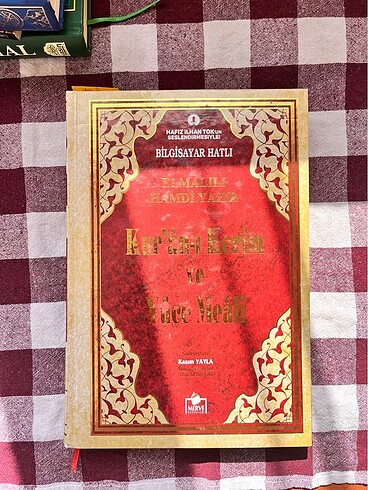 HAFIZ İLHAN TOK'un
SESLENDİRMESİYLE!
BİLGİSAYAR HATLI
ELMALILI
HAMDİ YAZIR
Kur'ân-ı Kerîm
ve
Yüce Meâli
Kasım YAYLA
MERVE